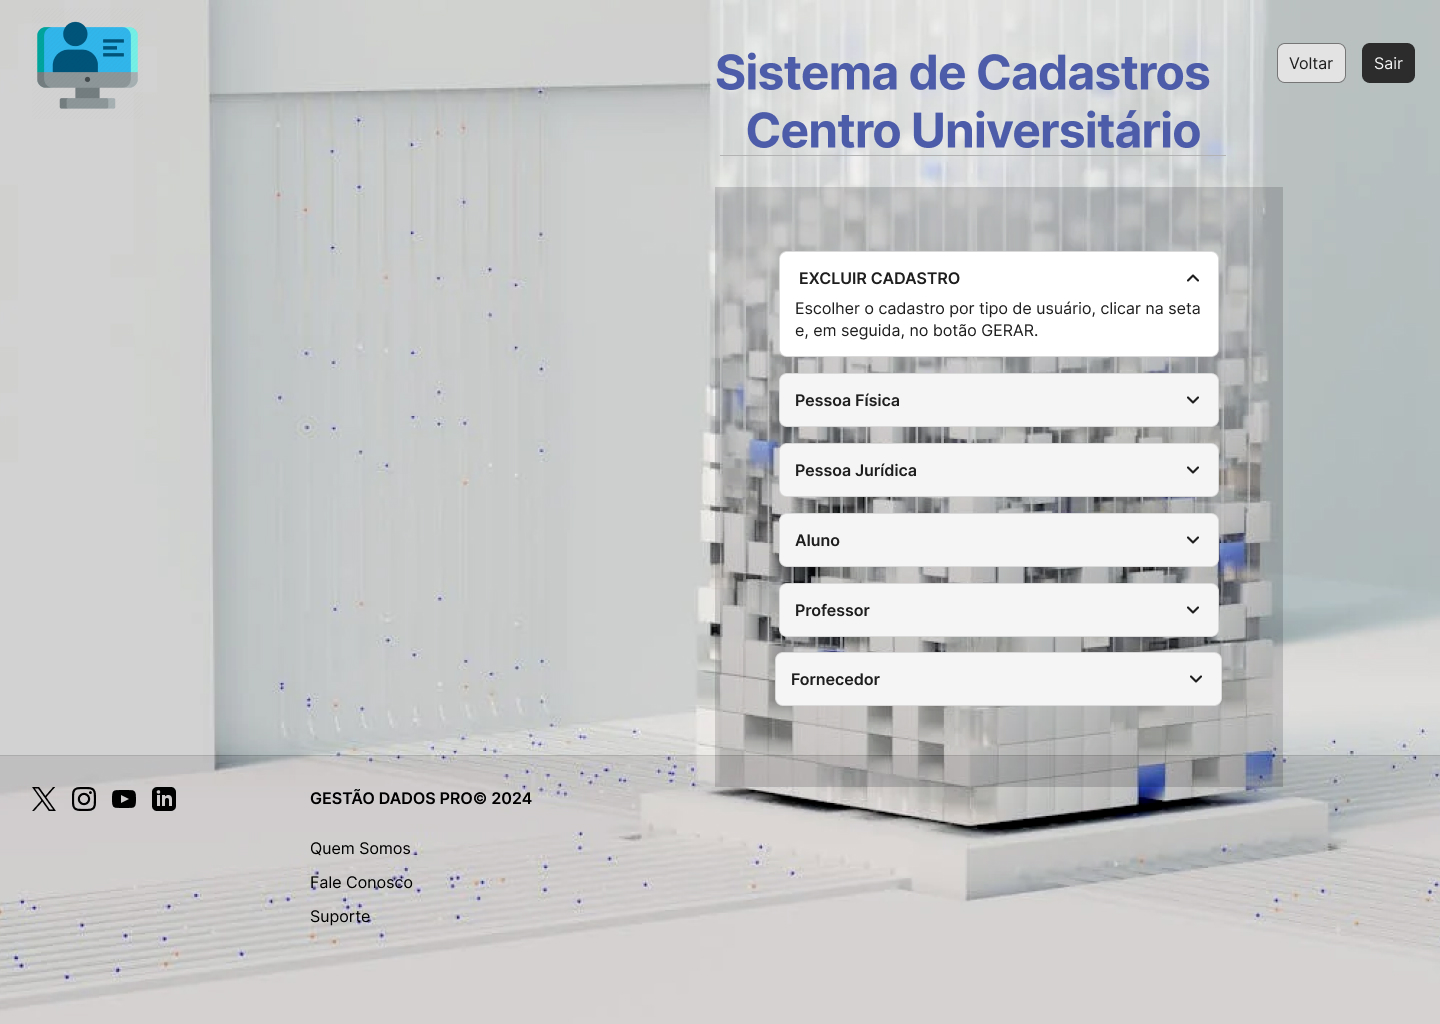 Sistema de Cadastros
Centro Universitário
Voltar
Sair
EXCLUIR CADASTRO
Escolher o cadastro por tipo de usuário, clicar na seta
e, em seguida, no botão GERAR.
Pessoa Física
Pessoa Jurídica
Aluno
Professor
Fornecedor
GESTÃO DADOS PRO© 2024
Quem Somos
Fale Conosco
Suporte